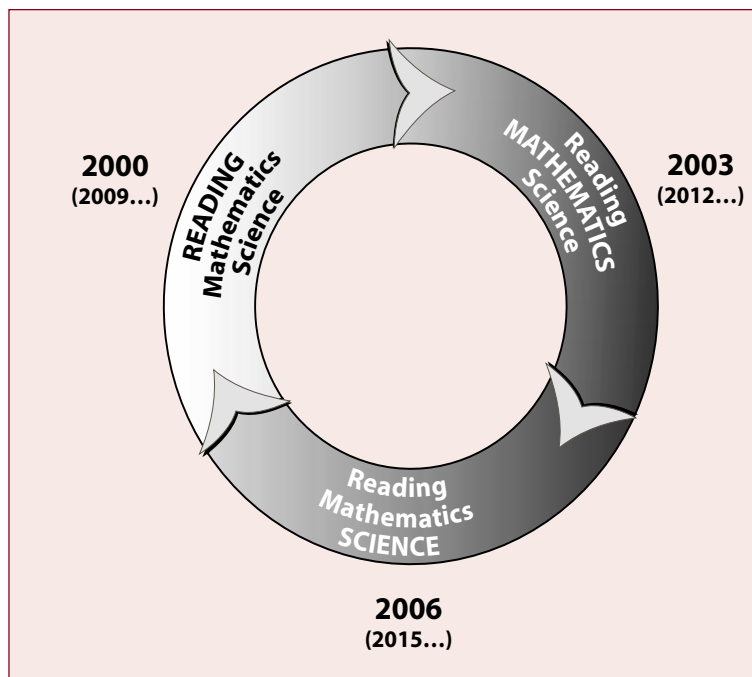 2000
(2009...)
READING
Mathematics
Science
2003
(2012...)
Reading
MATHEMATICS
Science
Reading
Mathematics
SCIENCE
2006
(2015...)